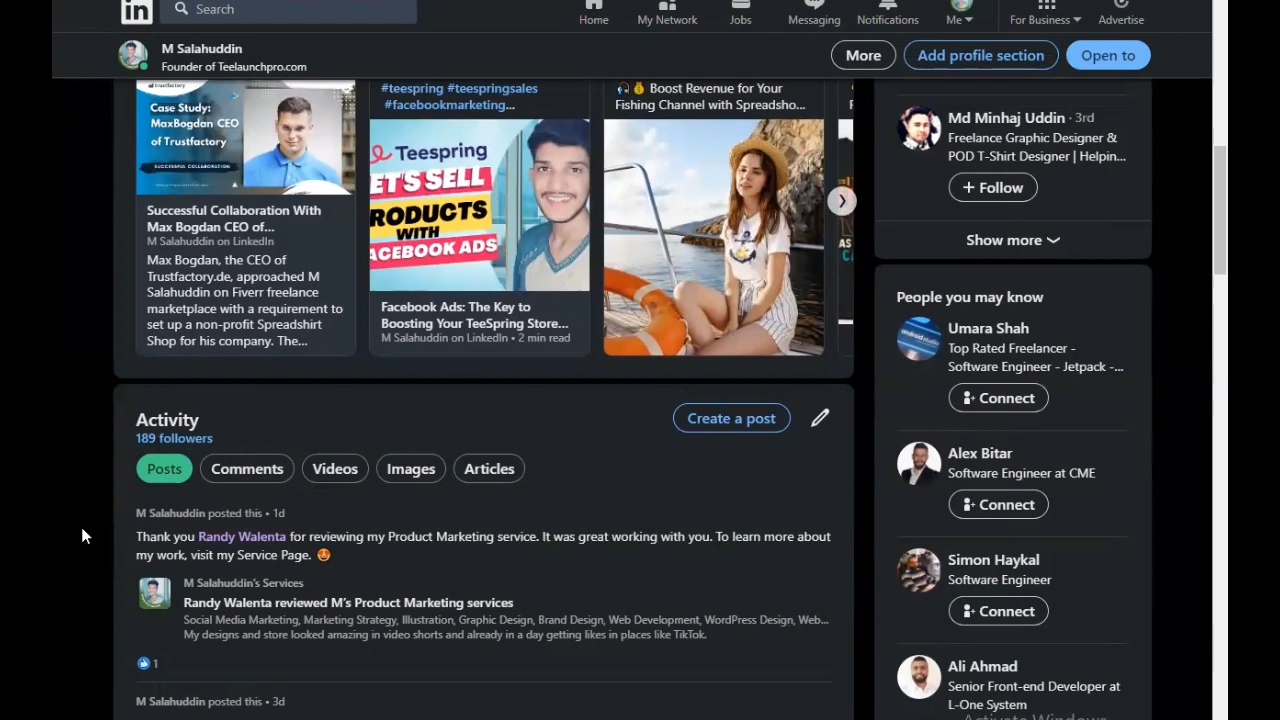 in
Search
Home
My Network
Jobs
Messaging
Notifications
Me
For Business
Advertise
M Salahuddin
Founder of Teelaunchpro.com
More
Add profile section
Open to
trustfactory
Case Study:
MaxBogdan CEO
of Trustfactory
SUCCESSFUL COLLABORATION
Successful Collaboration With
Max Bogdan CEO of...
M Salahuddin on LinkedIn
Max Bogdan, the CEO of
Trustfactory.de, approached M
Salahuddin on Fiverr freelance
marketplace with a requirement to
set up a non-profit Spreadshirt
Shop for his company. The...
#teespring #teespringsales
#facebookmarketing...
Teespring
ET'S SELL
RODUCTS
WITH
ACEBOOK ADS
Facebook Ads: The Key to
Boosting Your TeeSpring Store...
M Salahuddin on LinkedIn • 2 min read
🎧💰 Boost Revenue for Your
Fishing Channel with Spreadsho...
Md Minhaj Uddin · 3rd
Freelance Graphic Designer &
POD T-Shirt Designer | Helpin...
+ Follow
Show more
People you may know
Umara Shah
Top Rated Freelancer -
Software Engineer - Jetpack -...
Connect
Alex Bitar
Software Engineer at CME
Connect
Simon Haykal
Software Engineer
Connect
Ali Ahmad
Senior Front-end Developer at
L-One System
Activate Windows
Activity
189 followers
Create a post
Posts
Comments
Videos
Images
Articles
M Salahuddin posted this • 1d
Thank you Randy Walenta for reviewing my Product Marketing service. It was great working with you. To learn more about
my work, visit my Service Page. 😍
M Salahuddin's Services
Randy Walenta reviewed M's Product Marketing services
Social Media Marketing, Marketing Strategy, Illustration, Graphic Design, Brand Design, Web Development, WordPress Design, Web...
My designs and store looked amazing in video shorts and already in a day getting likes in places like TikTok.
1
M Salahuddin posted this • 3d